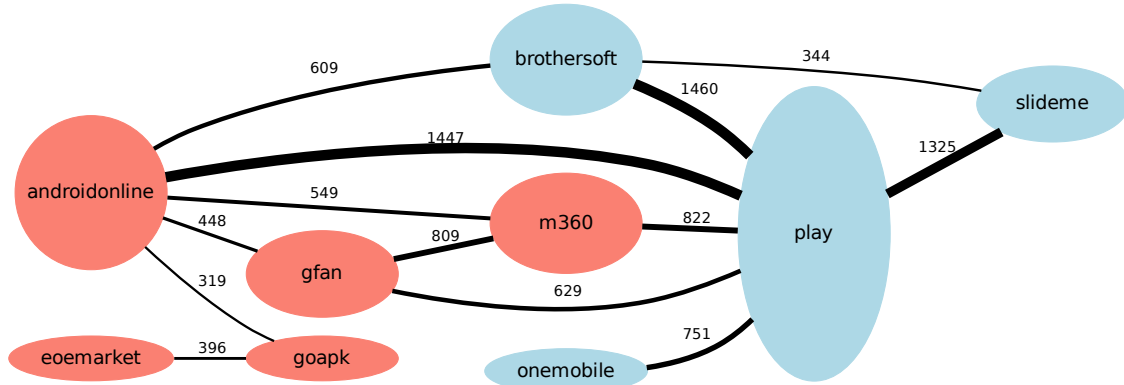 brothersoft
344
609
1460
slideme
1447
1325
androidonline
549
m360
822
play
448
809
gfan
319
629
eoemarket
396
goapk
751
onemobile